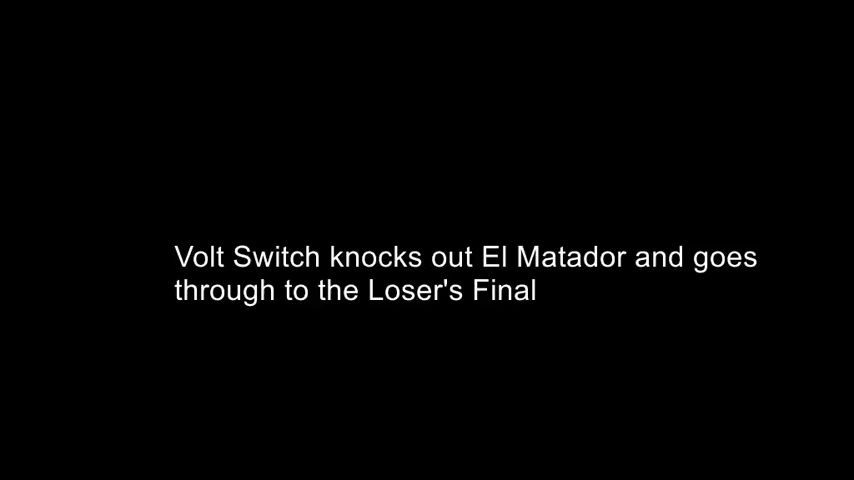 Volt Switch knocks out El Matador and goes
through to the Loser's Final